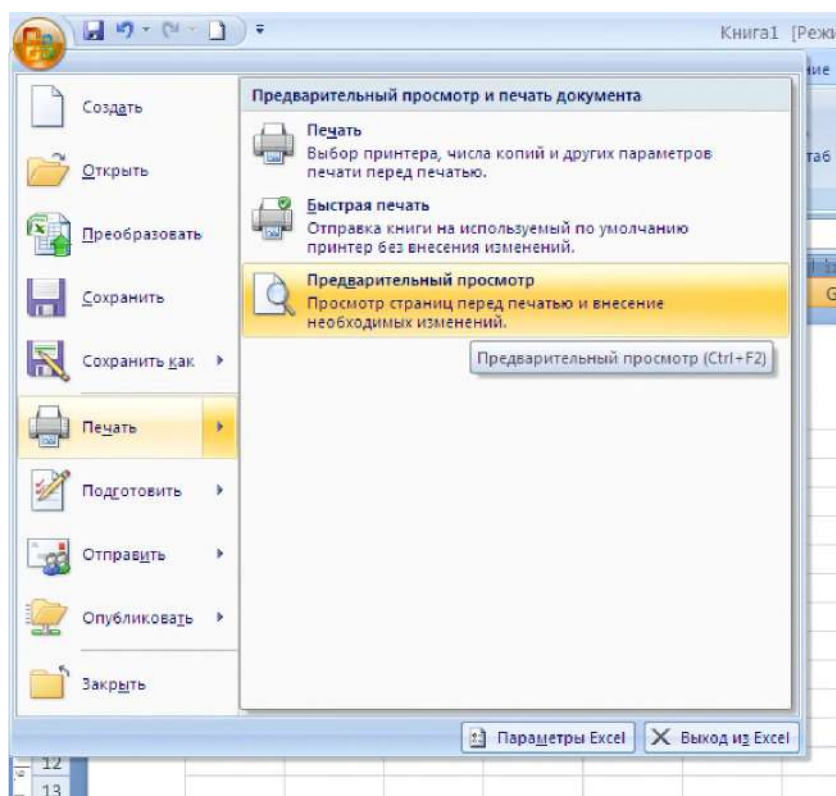 Книга1 [Режи
ние
Предварительный просмотр и печать документа
Создать
Печать
Выбор принтера, числа копий и других параметров
печати перед печатью.
таб
Открыть
Быстрая печать
Отправка книги на используемый по умолчанию
принтер без внесения изменений.
Преобразовать
Предварительный просмотр
Просмотр страниц перед печатью и внесение
необходимых изменений.
G
Сохранить
Предварительный просмотр (Ctrl+F2)
Сохранить как
Печать
Подготовить
Отправить
Опубликовать
Закрыть
Параметры Excel
Выход из Excel
12
13